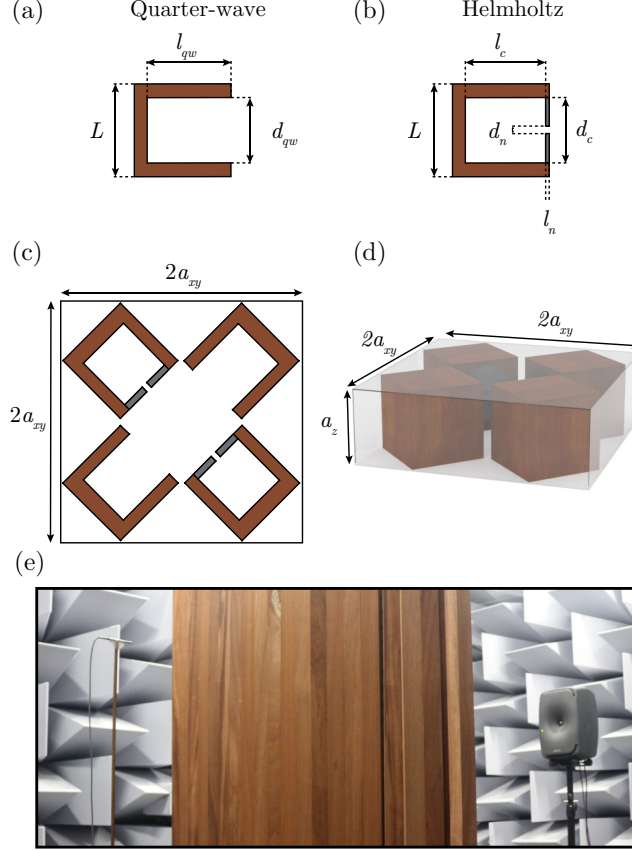 (a) Quarter-wave
(b) Helmholtz
l_qw
L
d_qw
l_c
L
d_n
d_c
l_n
(c)
2a_xy
2a_xy
(d)
2a_xy
2a_xy
a_z
(e)